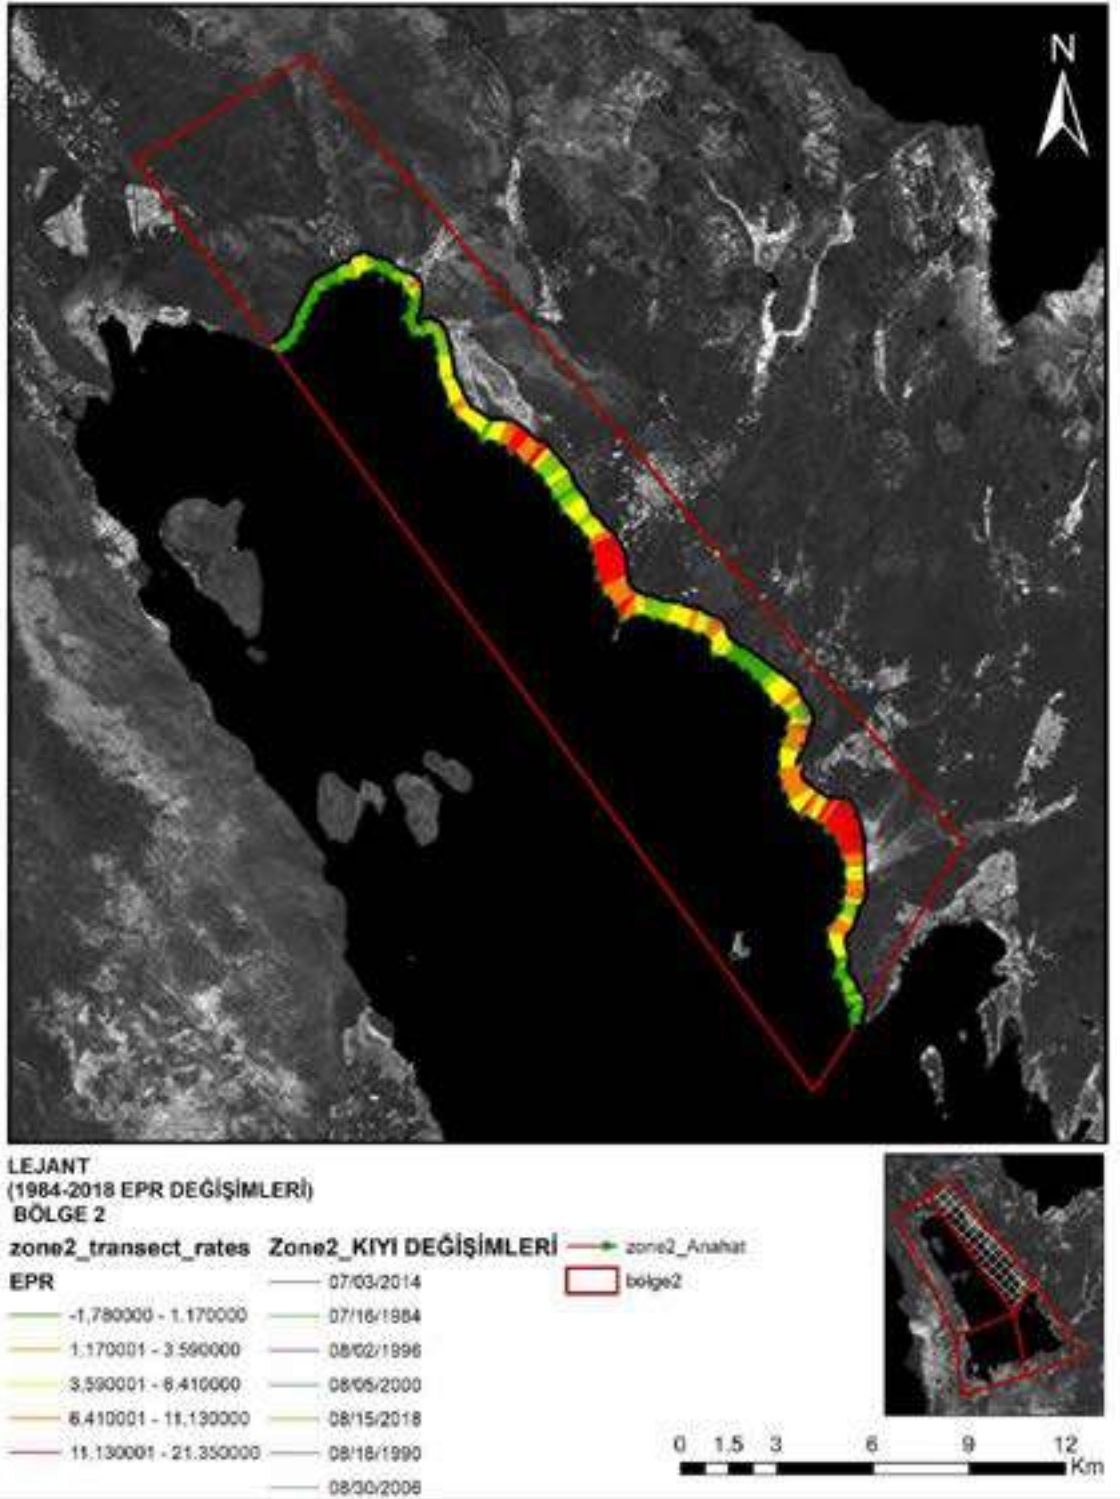 N
LEJANT
(1984-2018 EPR DEĞİŞİMLERİ)
BÖLGE 2
zone2_transect_rates
EPR
-1.780000 - 1.170000
1.170001 - 3.590000
3.590001 - 6.410000
6.410001 - 11.130000
11.130001 - 21.350000
Zone2_KIYI DEĞİŞİMLERİ
07/03/2014
07/16/1984
08/02/1996
08/05/2000
08/15/2018
08/18/1990
08/30/2006
zone2_Anahat
bölge2
0 1.5 3 6 9 12
Km